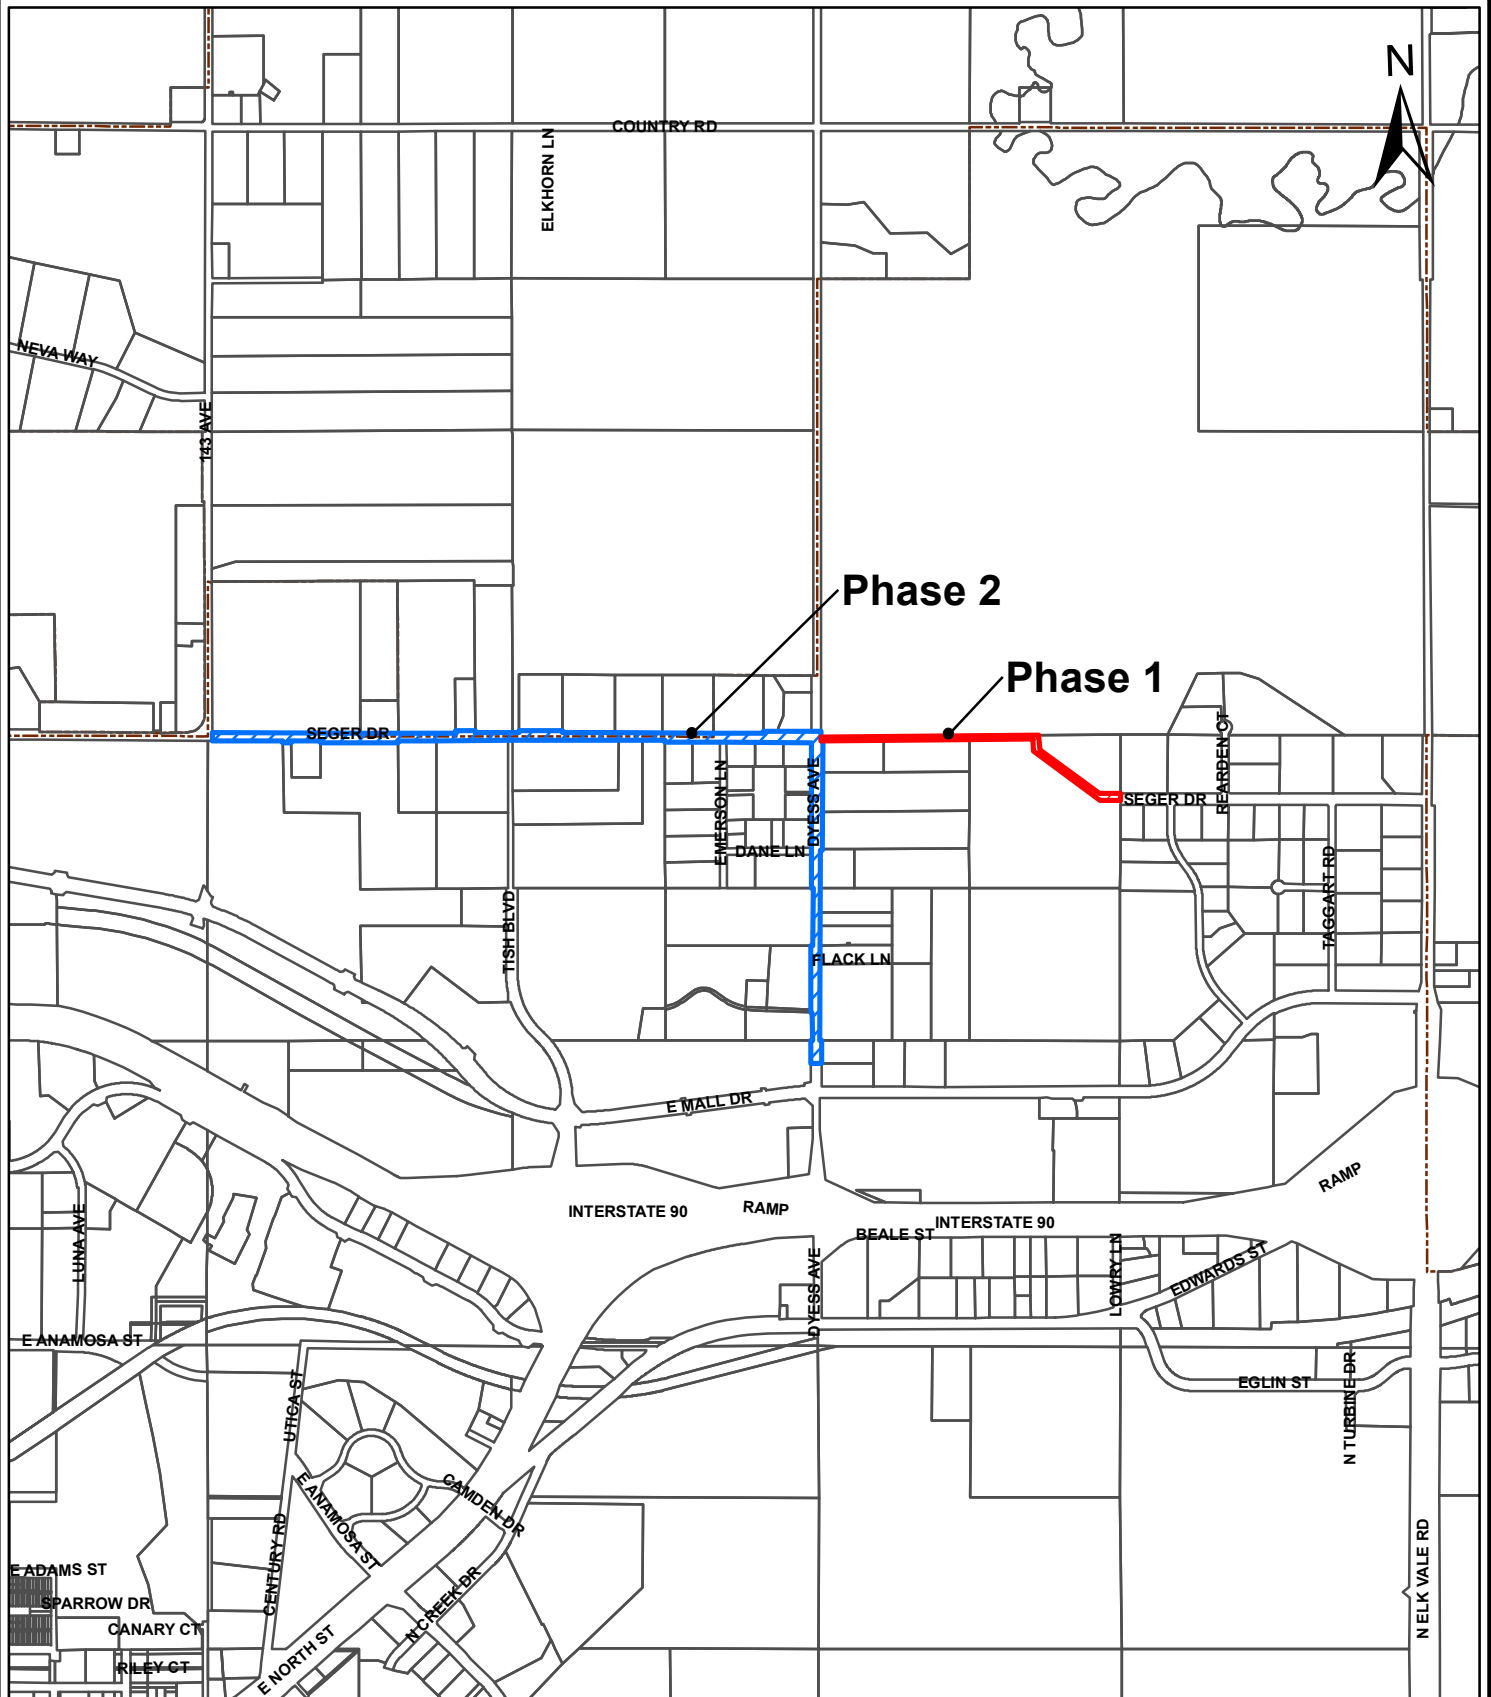 N
COUNTRY RD
ELKHORN LN
NEVA WAY
143 AVE
Phase 2
Phase 1
SEGER DR
REARDEN CT
EMERSON LN
DYESS AVE
SEGER DR
DANE LN
TAGGART RD
TISH BLVD
FLACK LN
E MALL DR
RAMP
LUNA AVE
INTERSTATE 90
RAMP
INTERSTATE 90
BEALE ST
DYESS AVE
LOWRY LN
EDWARDS ST
E ANAMOSA ST
UTICA ST
EGLIN ST
N TURBINE DR
E ANAMOSA ST
CAMDEN DR
CENTURY RD
N ELK VALE RD
E ADAMS ST
SPARROW DR
N CREEK DR
CANARY CT
E NORTH ST
RILEY CT